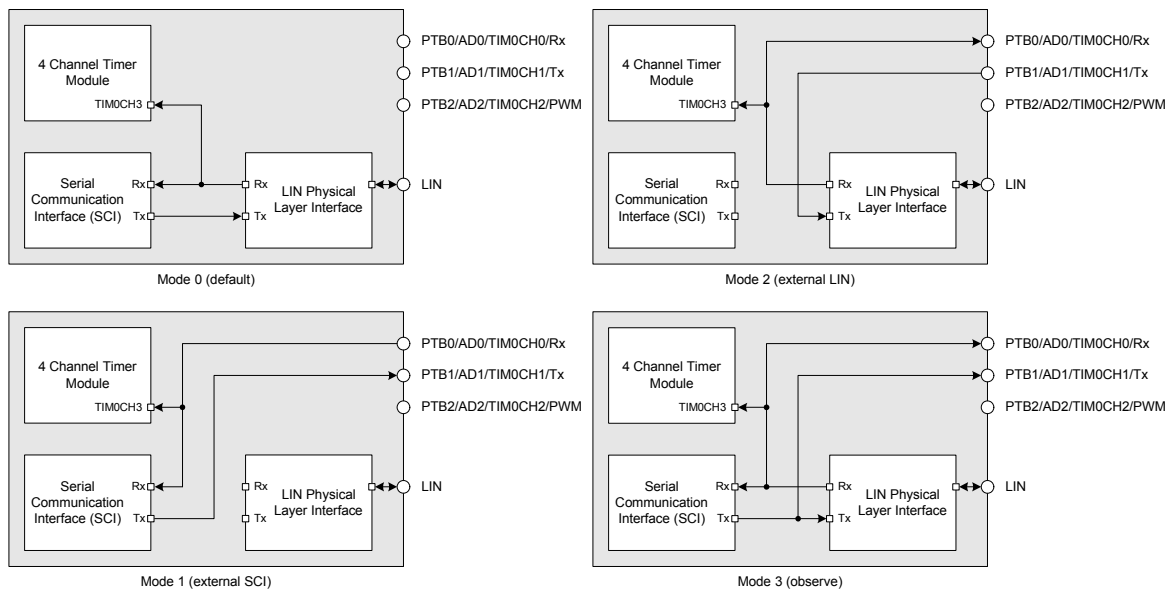 4 Channel Timer
Module
TIM0CH3
Serial
Communication
Interface (SCI)
Rx
Tx
Rx
Tx
LIN Physical
Layer Interface
PTB0/AD0/TIM0CH0/Rx
PTB1/AD1/TIM0CH1/Tx
PTB2/AD2/TIM0CH2/PWM
LIN
Mode 0 (default)
4 Channel Timer
Module
TIM0CH3
Serial
Communication
Interface (SCI)
Rx
Tx
Rx
Tx
LIN Physical
Layer Interface
PTB0/AD0/TIM0CH0/Rx
PTB1/AD1/TIM0CH1/Tx
PTB2/AD2/TIM0CH2/PWM
LIN
Mode 2 (external LIN)
4 Channel Timer
Module
TIM0CH3
Serial
Communication
Interface (SCI)
Rx
Tx
Rx
Tx
LIN Physical
Layer Interface
PTB0/AD0/TIM0CH0/Rx
PTB1/AD1/TIM0CH1/Tx
PTB2/AD2/TIM0CH2/PWM
LIN
Mode 1 (external SCI)
4 Channel Timer
Module
TIM0CH3
Serial
Communication
Interface (SCI)
Rx
Tx
Rx
Tx
LIN Physical
Layer Interface
PTB0/AD0/TIM0CH0/Rx
PTB1/AD1/TIM0CH1/Tx
PTB2/AD2/TIM0CH2/PWM
LIN
Mode 3 (observe)